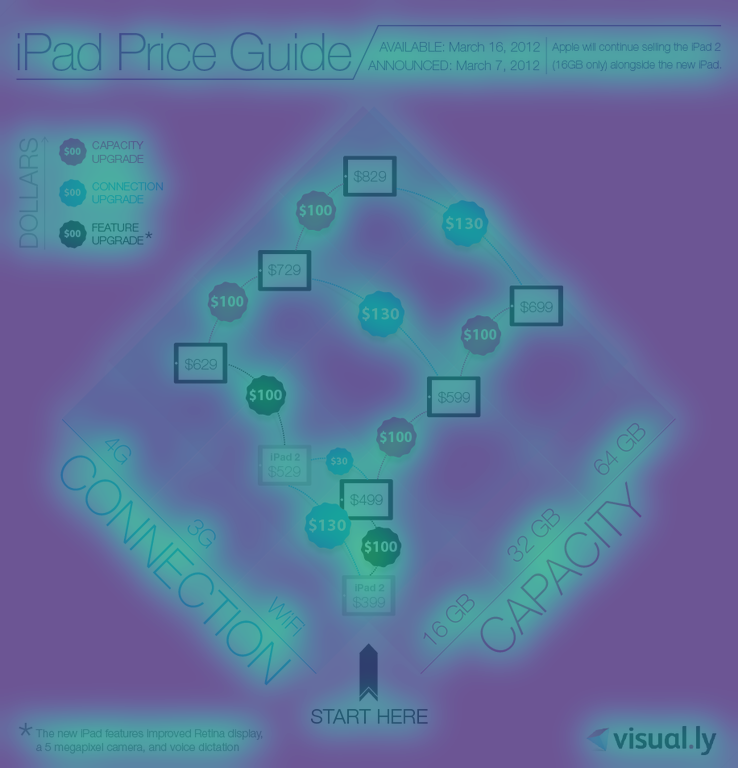 iPad Price Guide
AVAILABLE: March 16, 2012
ANNOUNCED: March 7, 2012
Apple will continue selling the iPad 2
(16GB only) alongside the new iPad.
DOLLARS
$00 CAPACITY
UPGRADE
$00 CONNECTION
UPGRADE
$00 FEATURE
UPGRADE*
$829
$100
$130
$729
$100
$130
$699
$100
$629
$100
$599
$100
iPad 2
$529
$30
$499
$130
$100
iPad 2
$399
4G
3G
WiFi
CONNECTION
64 GB
32 GB
16 GB
CAPACITY
START HERE
* The new iPad features improved Retina display,
a 5 megapixel camera, and voice dictation
visual.ly